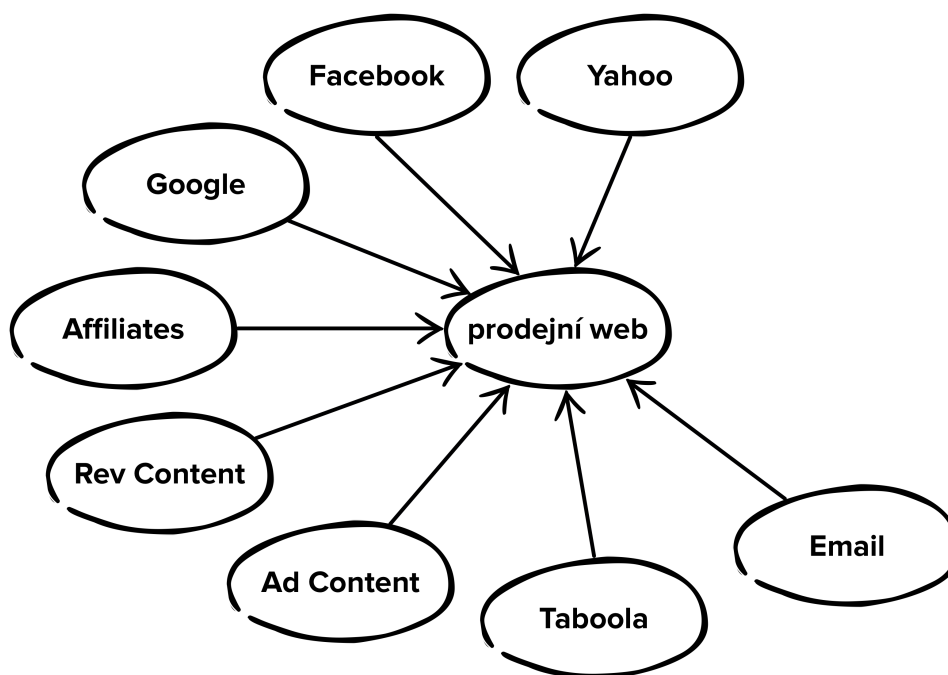 Facebook
Yahoo
Google
Affiliates
prodejní web
Rev Content
Ad Content
Taboola
Email